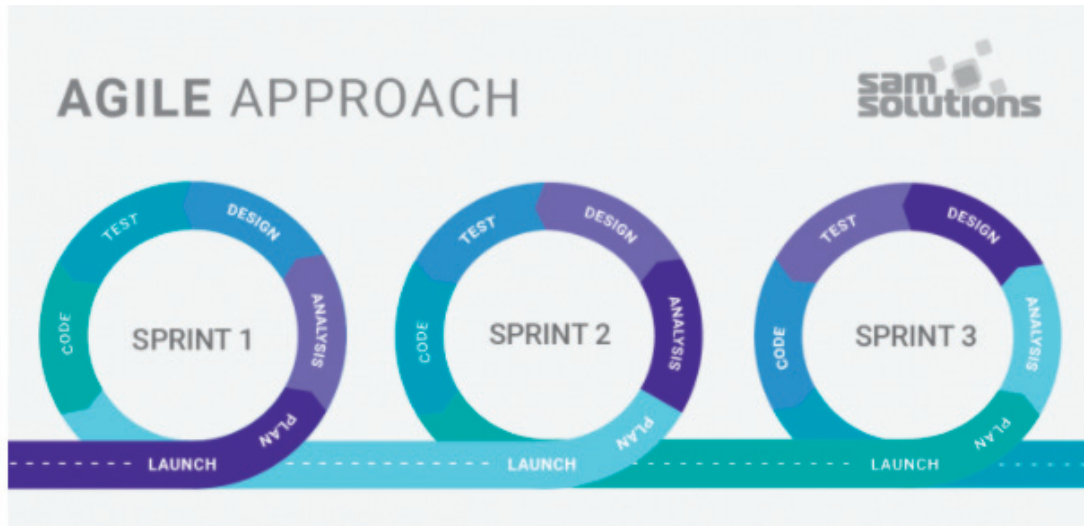 AGILE APPROACH
sam
solutions
TEST
DESIGN
CODE
ANALYSIS
SPRINT 1
PLAN
LAUNCH
TEST
DESIGN
CODE
ANALYSIS
SPRINT 2
PLAN
LAUNCH
TEST
DESIGN
CODE
ANALYSIS
SPRINT 3
PLAN
LAUNCH